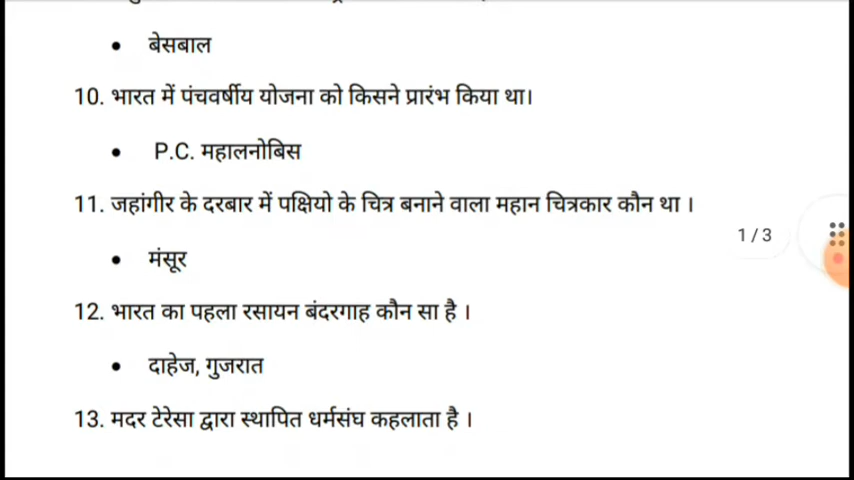 बेसबाल
10. भारत में पंचवर्षीय योजना को किसने प्रारंभ किया था।
P.C. महालनोबिस
11. जहांगीर के दरबार में पक्षियो के चित्र बनाने वाला महान चित्रकार कौन था ।
1 / 3
मंसूर
12. भारत का पहला रसायन बंदरगाह कौन सा है ।
दाहेज, गुजरात
13. मदर टेरेसा द्वारा स्थापित धर्मसंघ कहलाता है ।